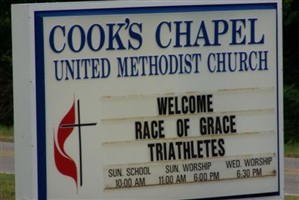 COOK'S CHAPEL
UNITED METHODIST CHURCH
WELCOME
RACE OF GRACE
TRIATHLETES
SUN. SCHOOL SUN. WORSHIP WED. WORSHIP
10:00 AM 11:00 AM 6:00 PM 6:30 PM